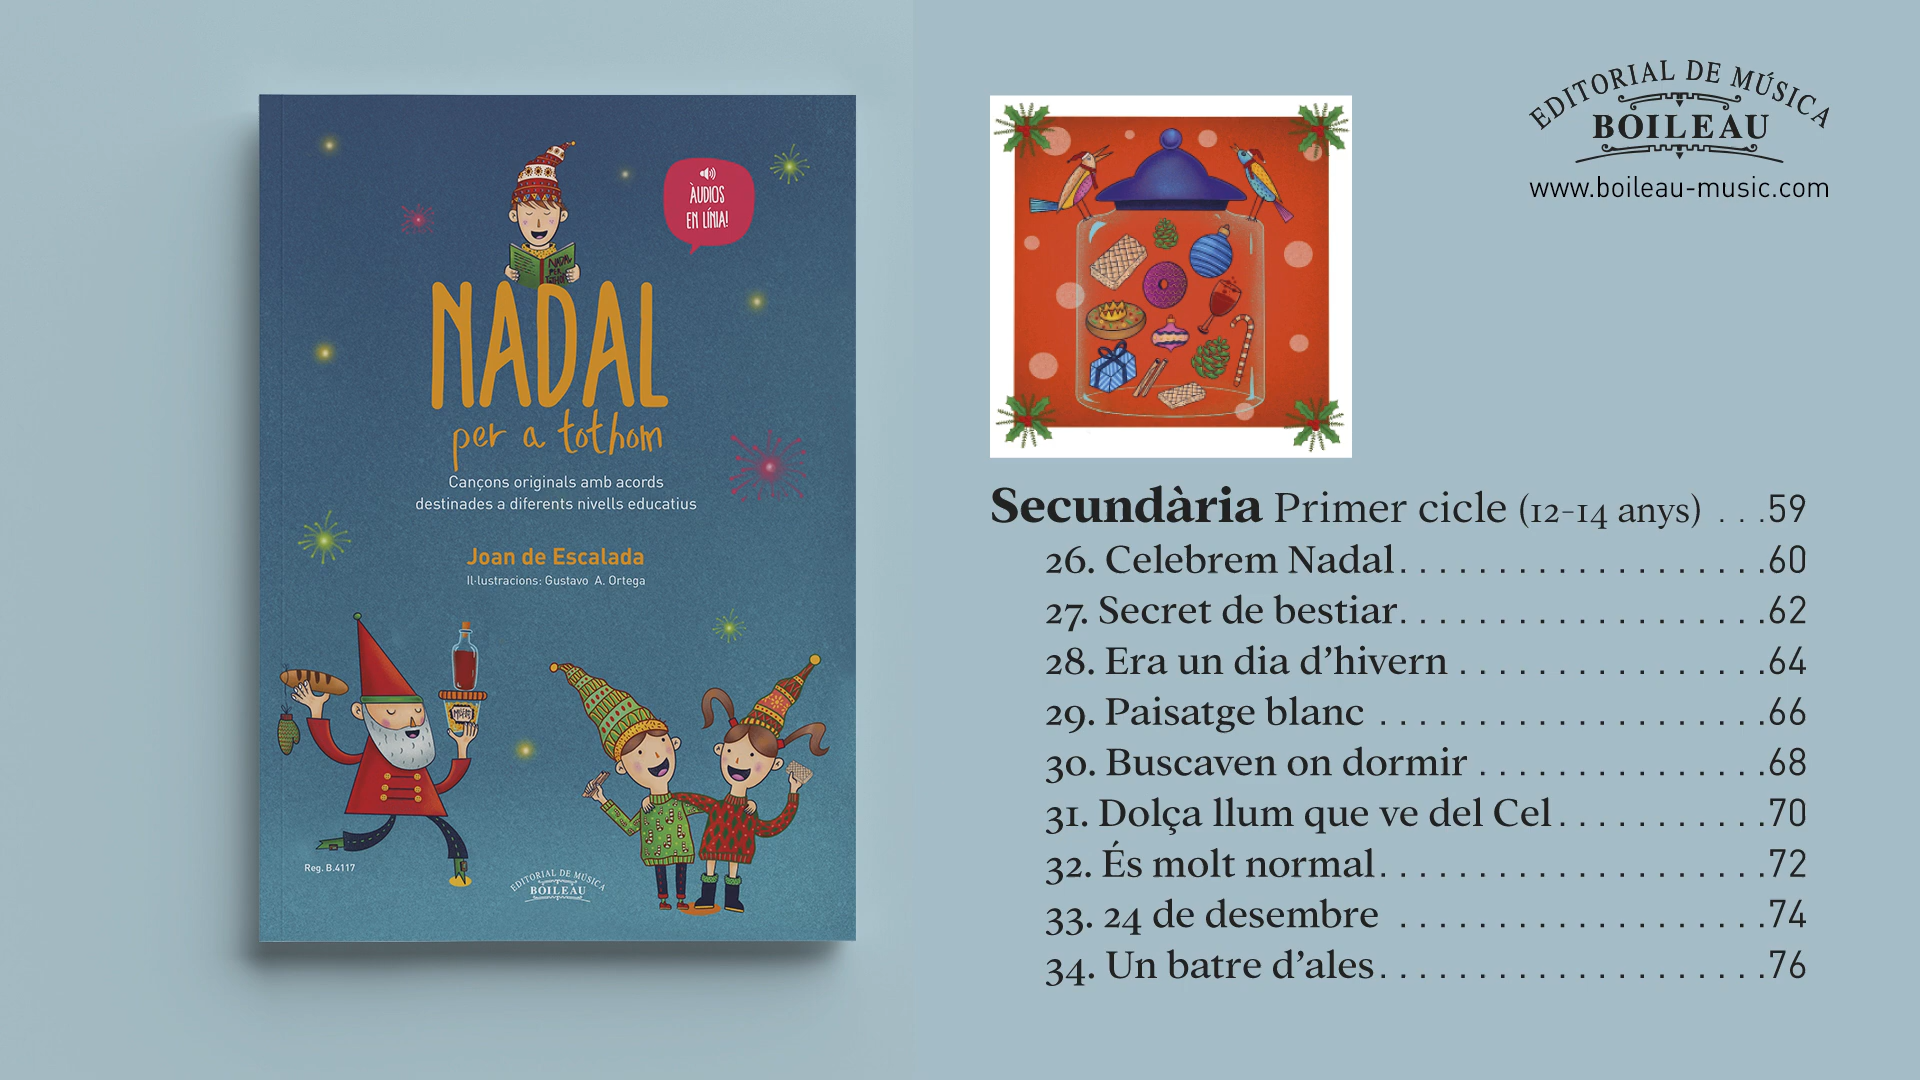 ÀUDIOS
EN LÍNIA!
NADAL
PER A
TOTHOM
NADAL
per a tothom
Cançons originals amb acords
destinades a diferents nivells educatius
Joan de Escalada
Il·lustracions: Gustavo A. Ortega
Reg. B.4117
EDITORIAL DE MÚSICA
BOILEAU
EDITORIAL DE MÚSICA
BOILEAU
www.boileau-music.com
Secundària Primer cicle (12-14 anys) . . .59
26. Celebrem Nadal. . . . . . . . . . . . . . . . . . .60
27. Secret de bestiar. . . . . . . . . . . . . . . . . . .62
28. Era un dia d’hivern . . . . . . . . . . . . . . . .64
29. Paisatge blanc . . . . . . . . . . . . . . . . . . . .66
30. Buscaven on dormir . . . . . . . . . . . . . . .68
31. Dolça llum que ve del Cel. . . . . . . . . . .70
32. És molt normal. . . . . . . . . . . . . . . . . . . .72
33. 24 de desembre . . . . . . . . . . . . . . . . . . .74
34. Un batre d’ales. . . . . . . . . . . . . . . . . . . .76